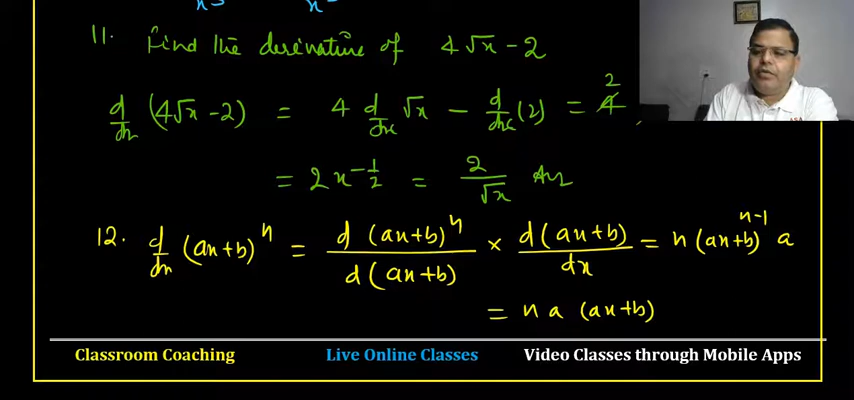 11. Find the derivative of 4√x - 2
d/dx (4√x - 2) = 4 d/dx √x - d/dx (2) = 4 2
= 2x^-1/2 = 2/√x Ans
12. d/dx (ax+b)^n = d (ax+b)^n / d (ax+b) × d (ax+b) / dx = n (ax+b)^n-1 a
= n a (ax+b)
Classroom Coaching Live Online Classes Video Classes through Mobile Apps